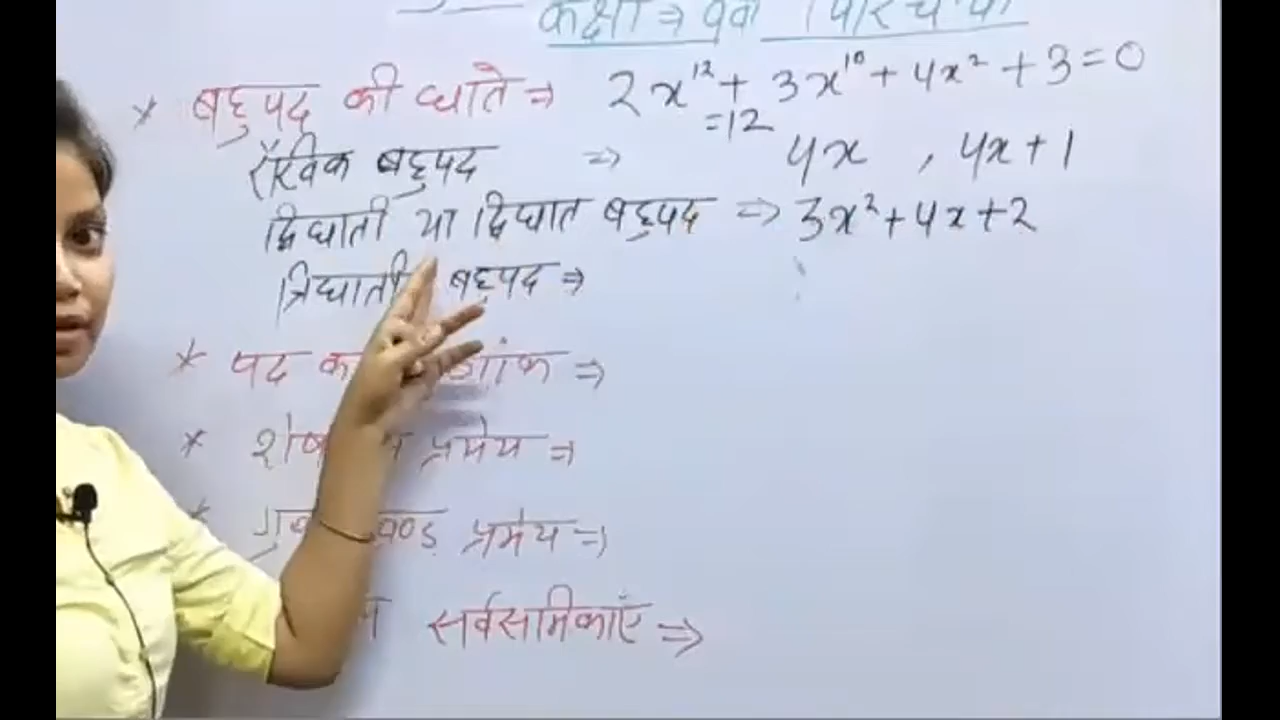 कक्षा ⇒ 9वीं
* बहुपद की घाते ⇒ 2x¹² + 3x¹⁰ + 4x² + 3 = 0
=12
रैखिक बहुपद ⇒ 4x , 4x + 1
द्विघाती या द्विघात बहुपद ⇒ 3x² + 4x + 2
त्रिघाती बहुपद ⇒
* पद का ⇒
* प्रमेय ⇒
* प्रमेय ⇒
सर्वसमिकाएँ ⇒